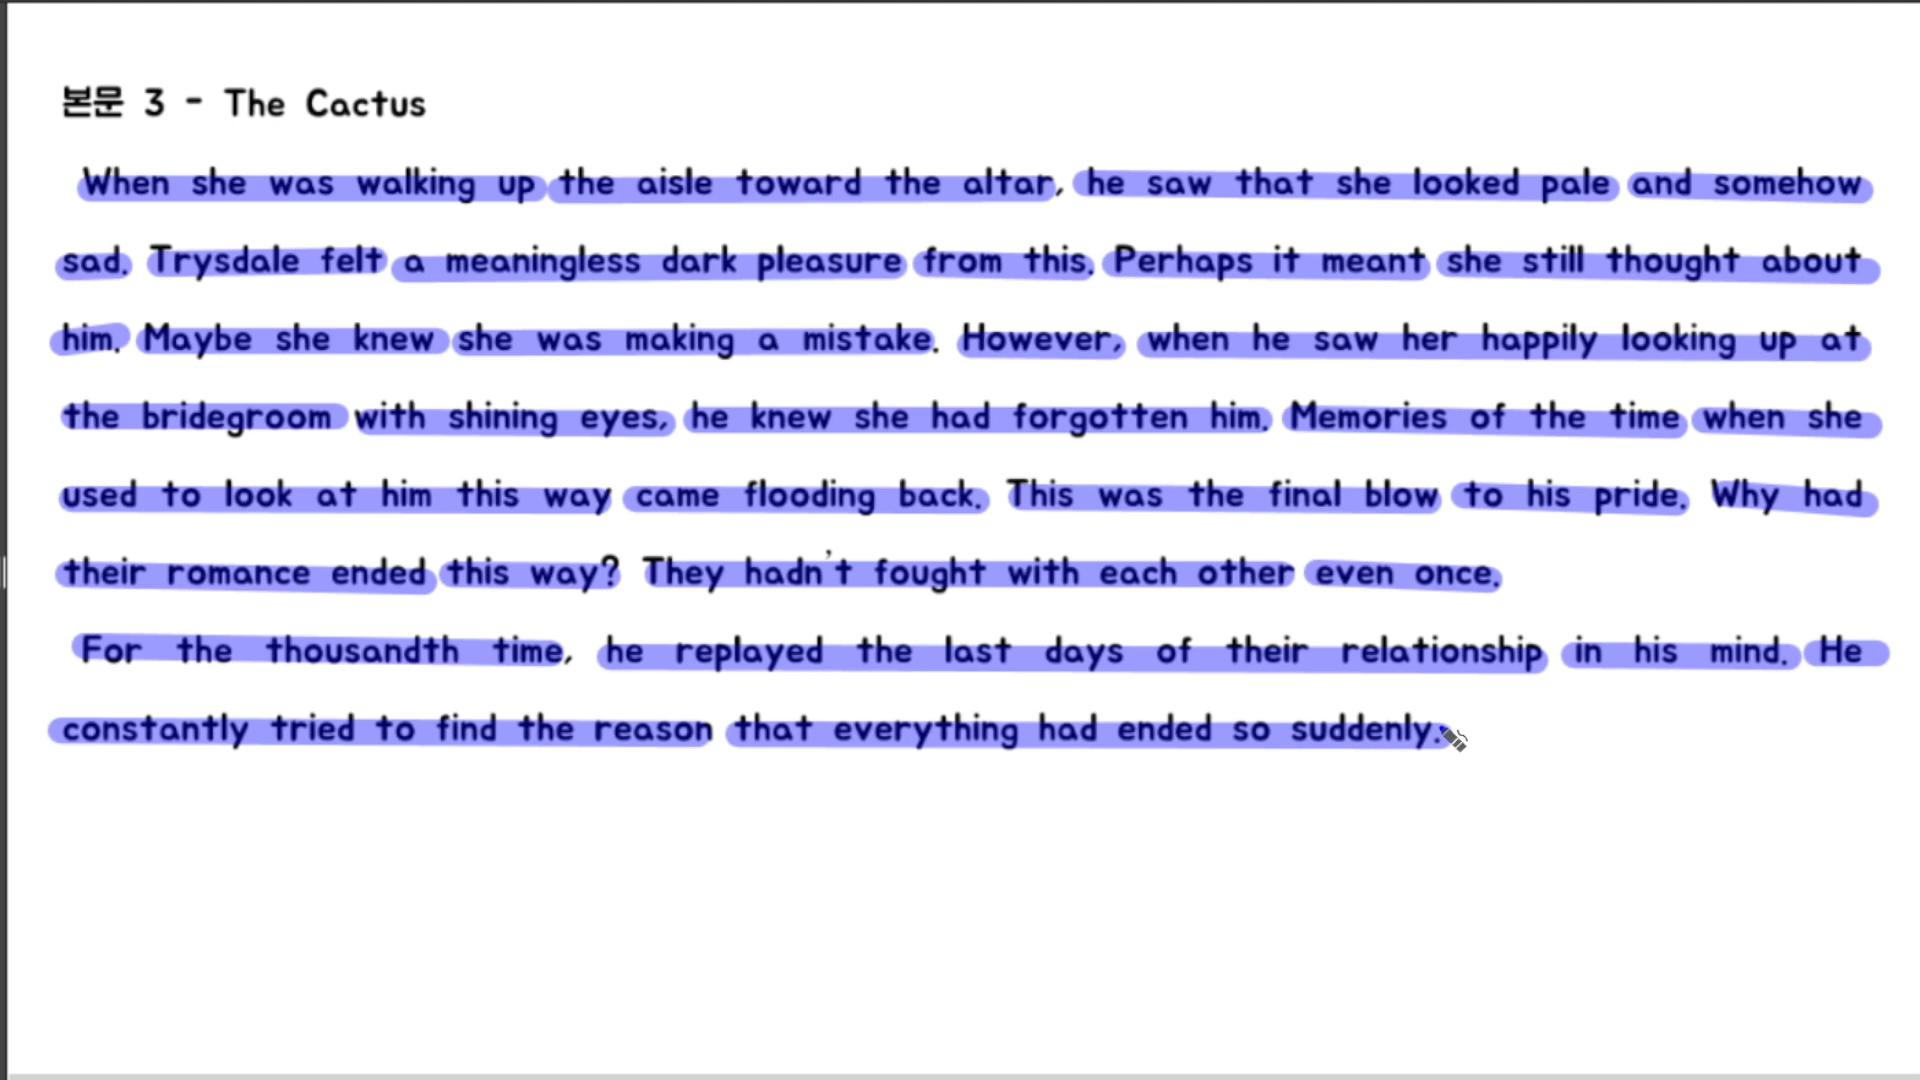 본문 3 - The Cactus
When she was walking up the aisle toward the altar, he saw that she looked pale and somehow
sad. Trysdale felt a meaningless dark pleasure from this. Perhaps it meant she still thought about
him. Maybe she knew she was making a mistake. However, when he saw her happily looking up at
the bridegroom with shining eyes, he knew she had forgotten him. Memories of the time when she
used to look at him this way came flooding back. This was the final blow to his pride. Why had
their romance ended this way? They hadn't fought with each other even once.
For the thousandth time, he replayed the last days of their relationship in his mind. He
constantly tried to find the reason that everything had ended so suddenly.